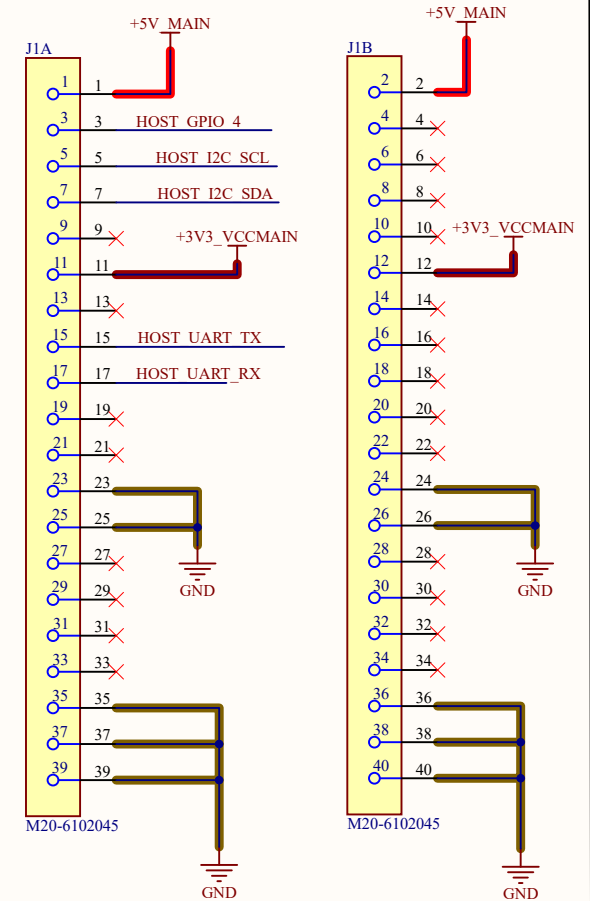 +5V_MAIN
J1A
1 1
3 3 HOST_GPIO_4
5 5 HOST_I2C_SCL
7 7 HOST_I2C_SDA
9 9
+3V3_VCCMAIN
11 11
13 13
15 15 HOST_UART_TX
17 17 HOST_UART_RX
19 19
21 21
23 23
25 25
27 27
GND
29 29
31 31
33 33
35 35
37 37
39 39
M20-6102045
GND
+5V_MAIN
J1B
2 2
4 4
6 6
8 8
10 10
+3V3_VCCMAIN
12 12
14 14
16 16
18 18
20 20
22 22
24 24
26 26
28 28
GND
30 30
32 32
34 34
36 36
38 38
40 40
M20-6102045
GND